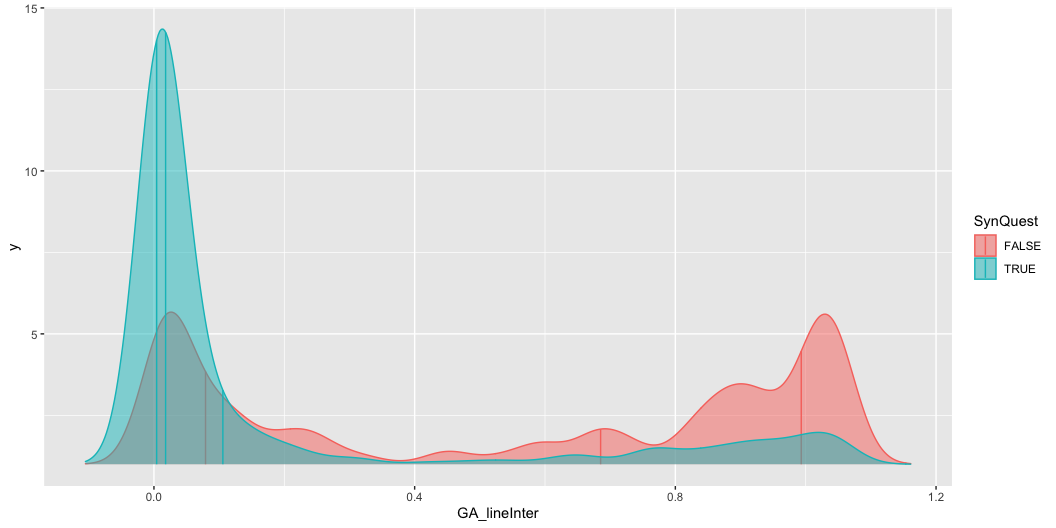 15
10
5
y
0.0 0.4 0.8 1.2
GA_lineInter
SynQuest
FALSE
TRUE